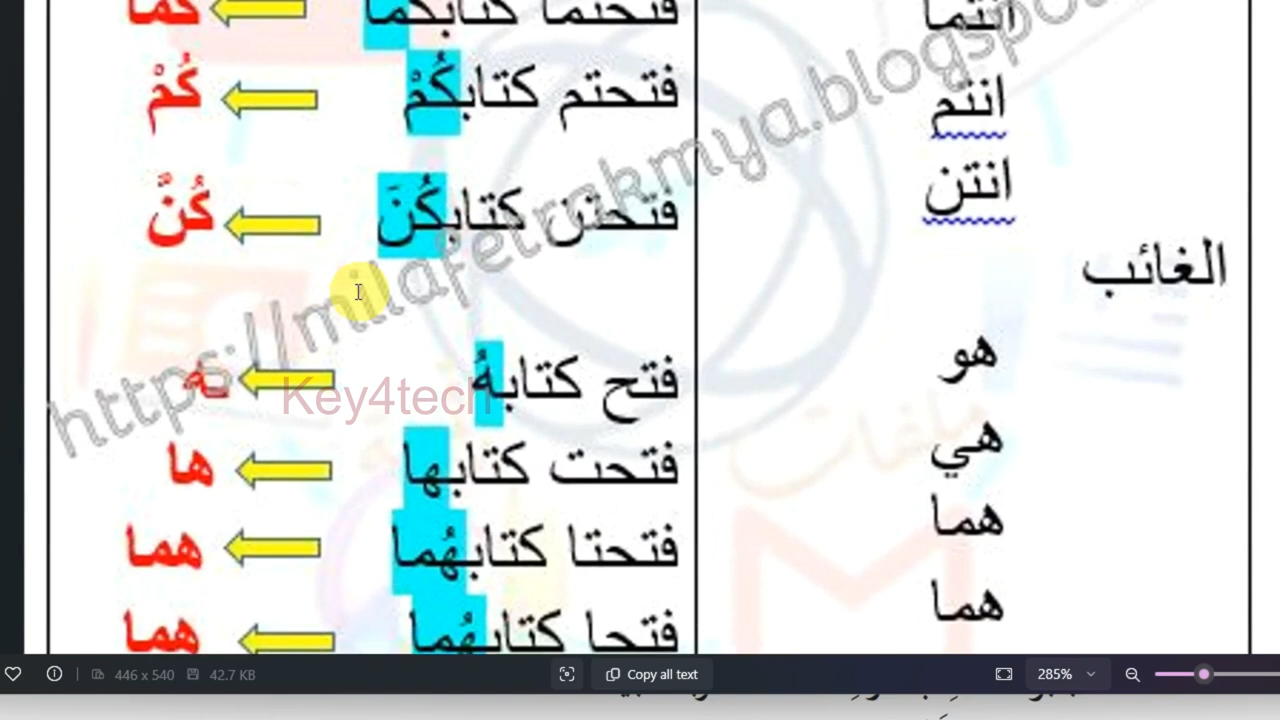 انتما فتحتما كتابكما كما
انتم فتحتم كتابكُمْ كُمْ
انتن فتحتن كتابكُنَ كُنَّ
الغائب
هو فتح كتابهُ ـهُ
هي فتحت كتابها ها
هما فتحتا كتابهُما هما
هما فتحا كتابهُما هما
https://milafetrakmya.blogspot
Key4tech
446 x 540 42.7 KB Copy all text 285%